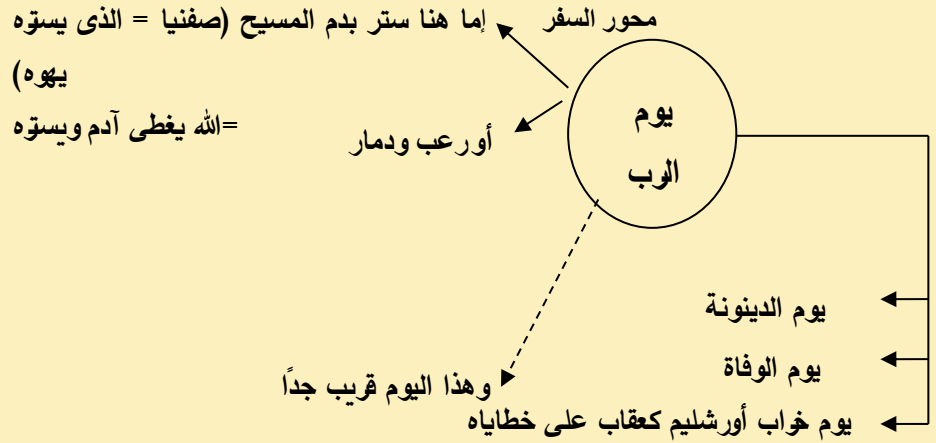 محور السفر
إما هنا ستر بدم المسيح (صفنيا = الذى يستره
يهوه)
=الله يغطى آدم ويستره
أو رعب ودمار
يوم
الرب
يوم الدينونة
يوم الوفاة
وهذا اليوم قريب جدًا
يوم خراب أورشليم كعقاب على خطاياه